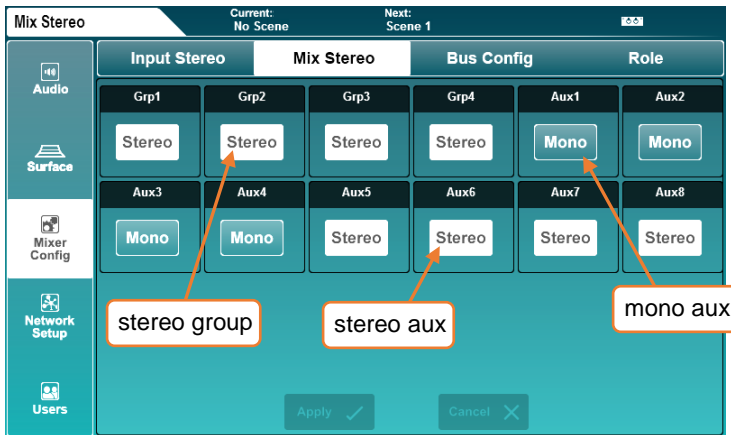 Mix Stereo
Current:
No Scene
Next:
Scene 1
Audio
Surface
Mixer
Config
Network
Setup
Users
Input Stereo Mix Stereo Bus Config Role
Grp1 Grp2 Grp3 Grp4 Aux1 Aux2
Stereo Stereo Stereo Stereo Mono Mono
Aux3 Aux4 Aux5 Aux6 Aux7 Aux8
Mono Mono Stereo Stereo Stereo Stereo
stereo group stereo aux mono aux
Apply Cancel